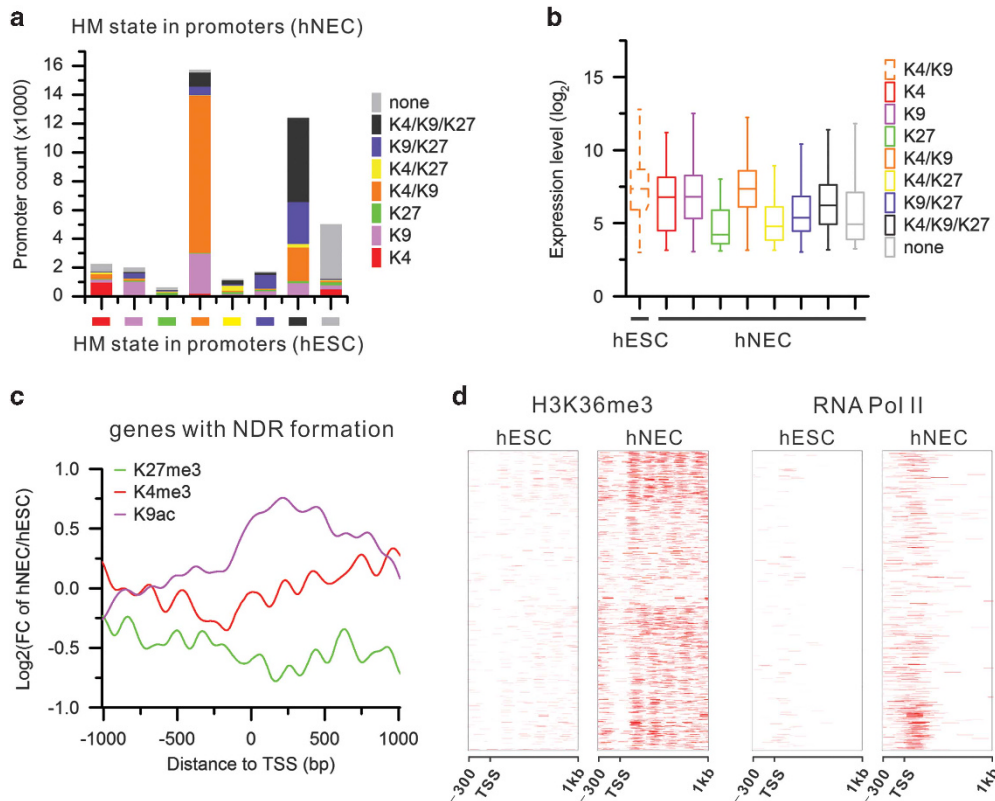 a
HM state in promoters (hNEC)
Promoter count (x1000)
16
14
12
10
8
6
4
2
0
none
K4/K9/K27
K9/K27
K4/K27
K4/K9
K27
K9
K4
HM state in promoters (hESC)
b
Expression level (log2)
15
10
5
0
K4/K9
K4
K9
K27
K4/K9
K4/K27
K9/K27
K4/K9/K27
none
hESC
hNEC
c
genes with NDR formation
Log2(FC of hNEC/hESC)
1.0
0.5
0.0
-0.5
-1.0
K27me3
K4me3
K9ac
-1000
-500
0
500
1000
Distance to TSS (bp)
d
H3K36me3
RNA Pol II
hESC
hNEC
hESC
hNEC
-300
TSS
1kb
-300
TSS
1kb
-300
TSS
1kb
-300
TSS
1kb